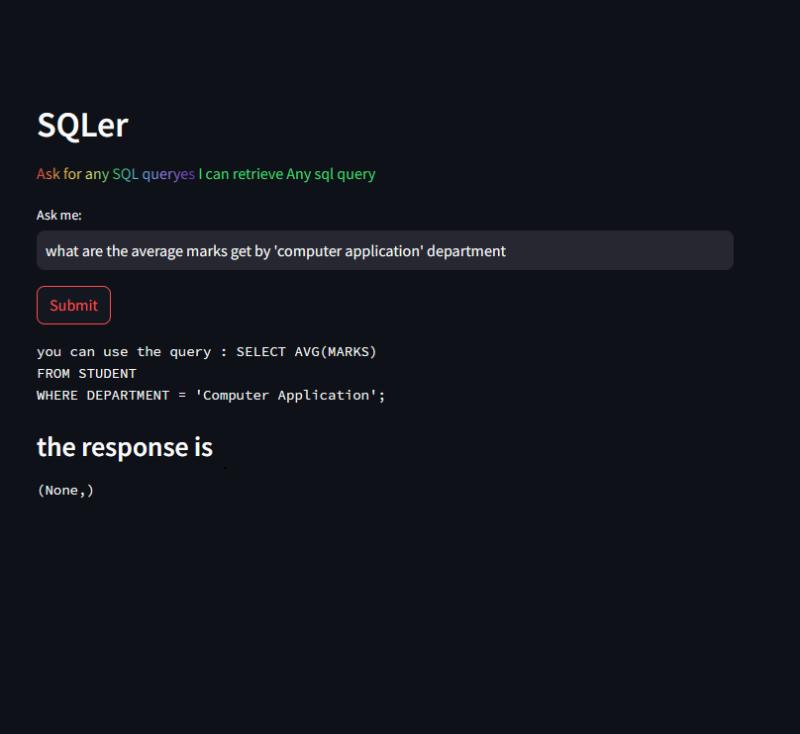 SQLer
Ask for any SQL queryes I can retrieve Any sql query
Ask me:
what are the average marks get by 'computer application' department
Submit
you can use the query : SELECT AVG(MARKS)
FROM STUDENT
WHERE DEPARTMENT = 'Computer Application';
the response is
(None,)